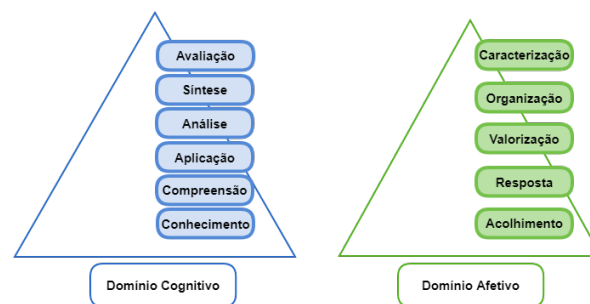 Avaliação
Síntese
Análise
Aplicação
Compreensão
Conhecimento
Domínio Cognitivo
Caracterização
Organização
Valorização
Resposta
Acolhimento
Domínio Afetivo